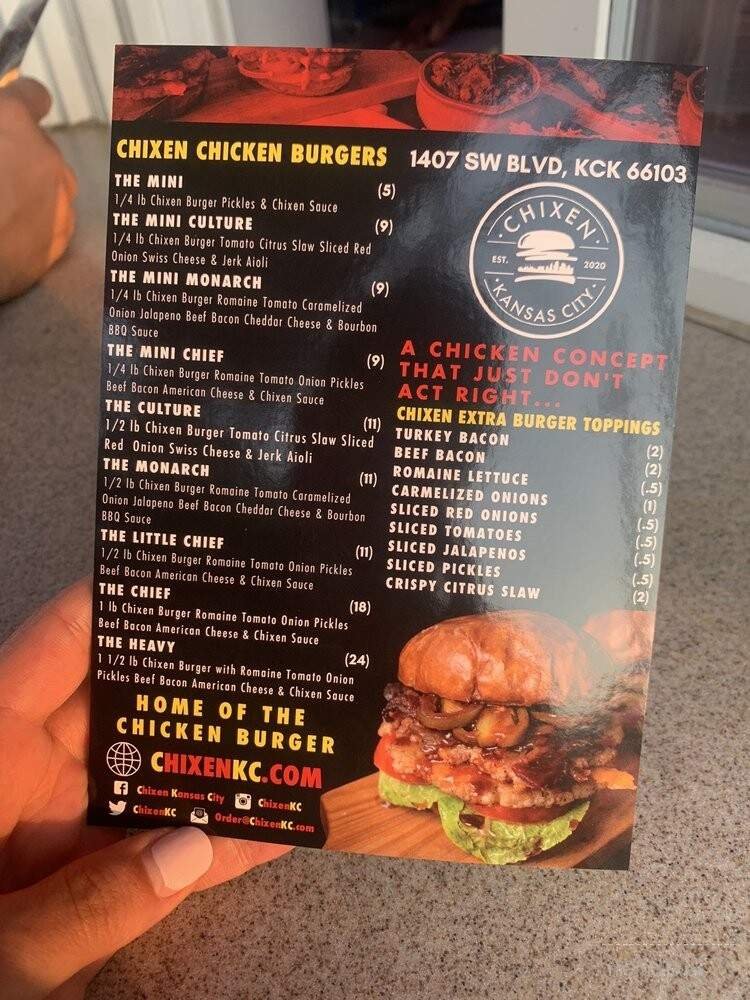 CHIXEN CHICKEN BURGERS
THE MINI (5)
1/4 lb Chixen Burger Pickles & Chixen Sauce
THE MINI CULTURE (9)
1/4 lb Chixen Burger Tomato Citrus Slaw Sliced Red
Onion Swiss Cheese & Jerk Aioli
THE MINI MONARCH (9)
1/4 lb Chixen Burger Romaine Tomato Caramelized
Onion Jalapeno Beef Bacon Cheddar Cheese & Bourbon
BBQ Sauce
THE MINI CHIEF (9)
1/4 lb Chixen Burger Romaine Tomato Onion Pickles
Beef Bacon American Cheese & Chixen Sauce
THE CULTURE (11)
1/2 lb Chixen Burger Tomato Citrus Slaw Sliced
Red Onion Swiss Cheese & Jerk Aioli
THE MONARCH (11)
1/2 lb Chixen Burger Romaine Tomato Caramelized
Onion Jalapeno Beef Bacon Cheddar Cheese & Bourbon
BBQ Sauce
THE LITTLE CHIEF (11)
1/2 lb Chixen Burger Romaine Tomato Onion Pickles
Beef Bacon American Cheese & Chixen Sauce
THE CHIEF (18)
1 lb Chixen Burger Romaine Tomato Onion Pickles
Beef Bacon American Cheese & Chixen Sauce
THE HEAVY (24)
1 1/2 lb Chixen Burger with Romaine Tomato Onion
Pickles Beef Bacon American Cheese & Chixen Sauce
HOME OF THE
CHICKEN BURGER
CHIXENKC.COM
Chixen Kansas City ChixenKC
ChixenKC Order@ChixenKC.com
1407 SW BLVD, KCK 66103
CHIXEN
EST. 2020
KANSAS CITY
A CHICKEN CONCEPT
THAT JUST DON'T
ACT RIGHT...
CHIXEN EXTRA BURGER TOPPINGS
TURKEY BACON (2)
BEEF BACON (2)
ROMAINE LETTUCE (.5)
CARMELIZED ONIONS (1)
SLICED RED ONIONS (.5)
SLICED TOMATOES (.5)
SLICED JALAPENOS (.5)
SLICED PICKLES (.5)
CRISPY CITRUS SLAW (2)